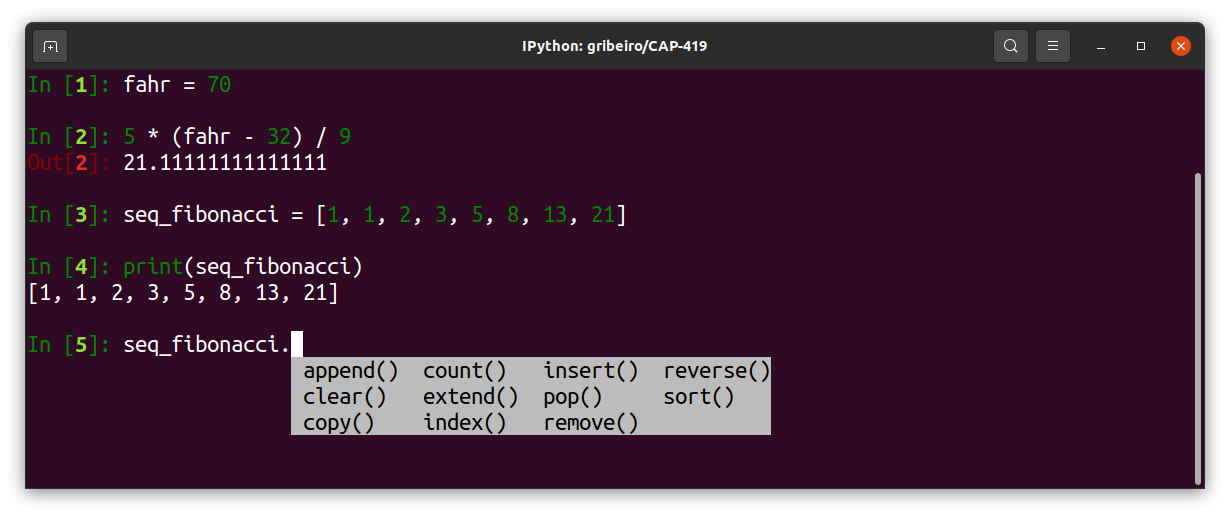 IPython: gribeiro/CAP-419
In [1]: fahr = 70
In [2]: 5 * (fahr - 32) / 9
Out[2]: 21.11111111111111
In [3]: seq_fibonacci = [1, 1, 2, 3, 5, 8, 13, 21]
In [4]: print(seq_fibonacci)
[1, 1, 2, 3, 5, 8, 13, 21]
In [5]: seq_fibonacci.
append() count() insert() reverse()
clear() extend() pop() sort()
copy() index() remove()